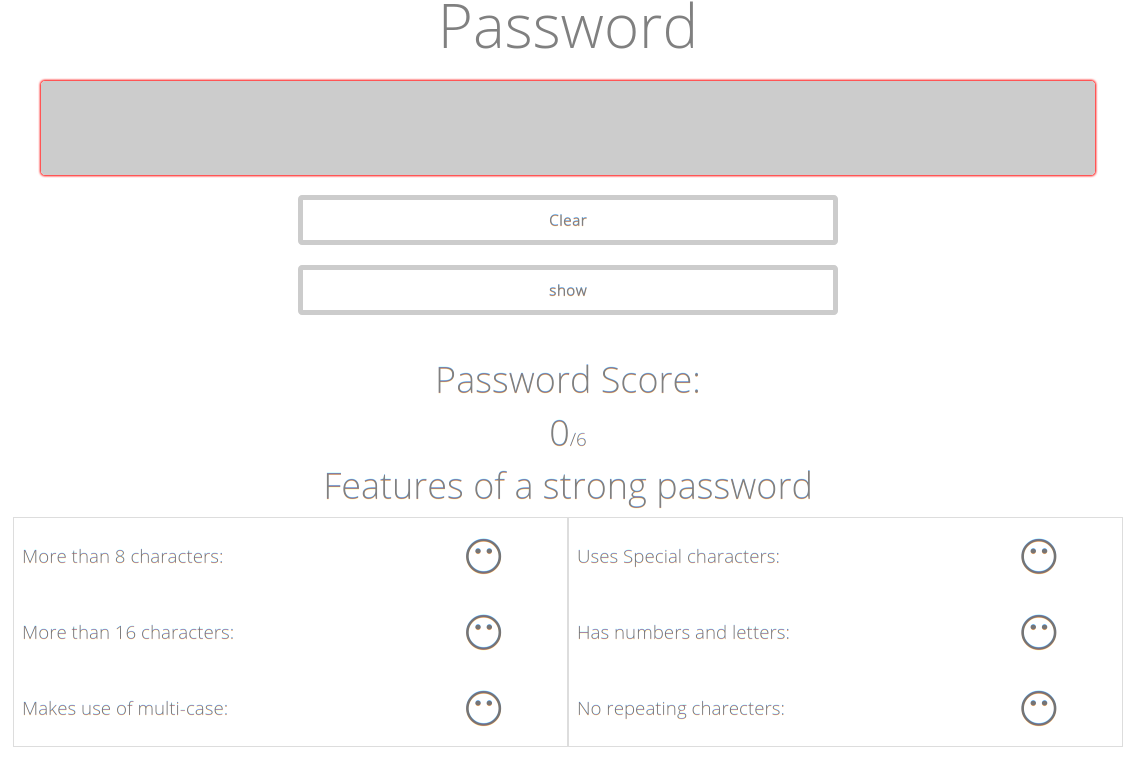 Password
Clear
show
Password Score:
0/6
Features of a strong password
More than 8 characters:
Uses Special characters:
More than 16 characters:
Has numbers and letters:
Makes use of multi-case:
No repeating charecters: